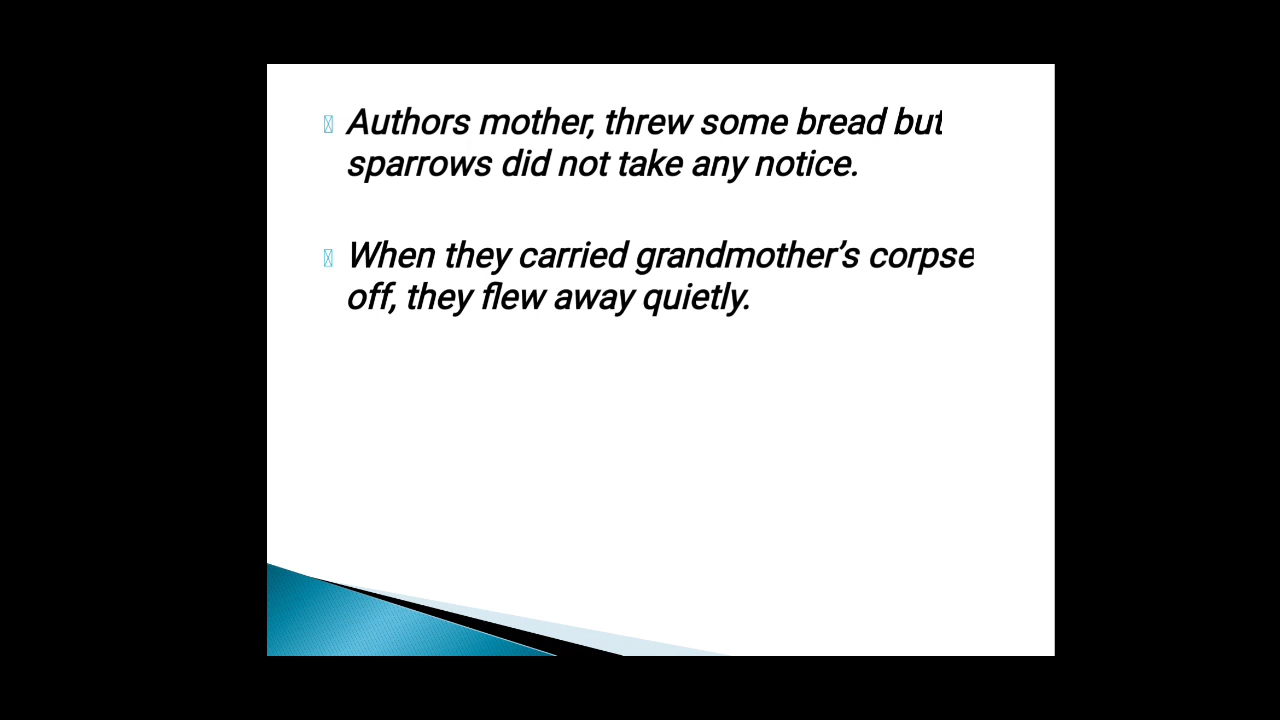 Authors mother, threw some bread but
sparrows did not take any notice.
When they carried grandmother’s corpse
off, they flew away quietly.